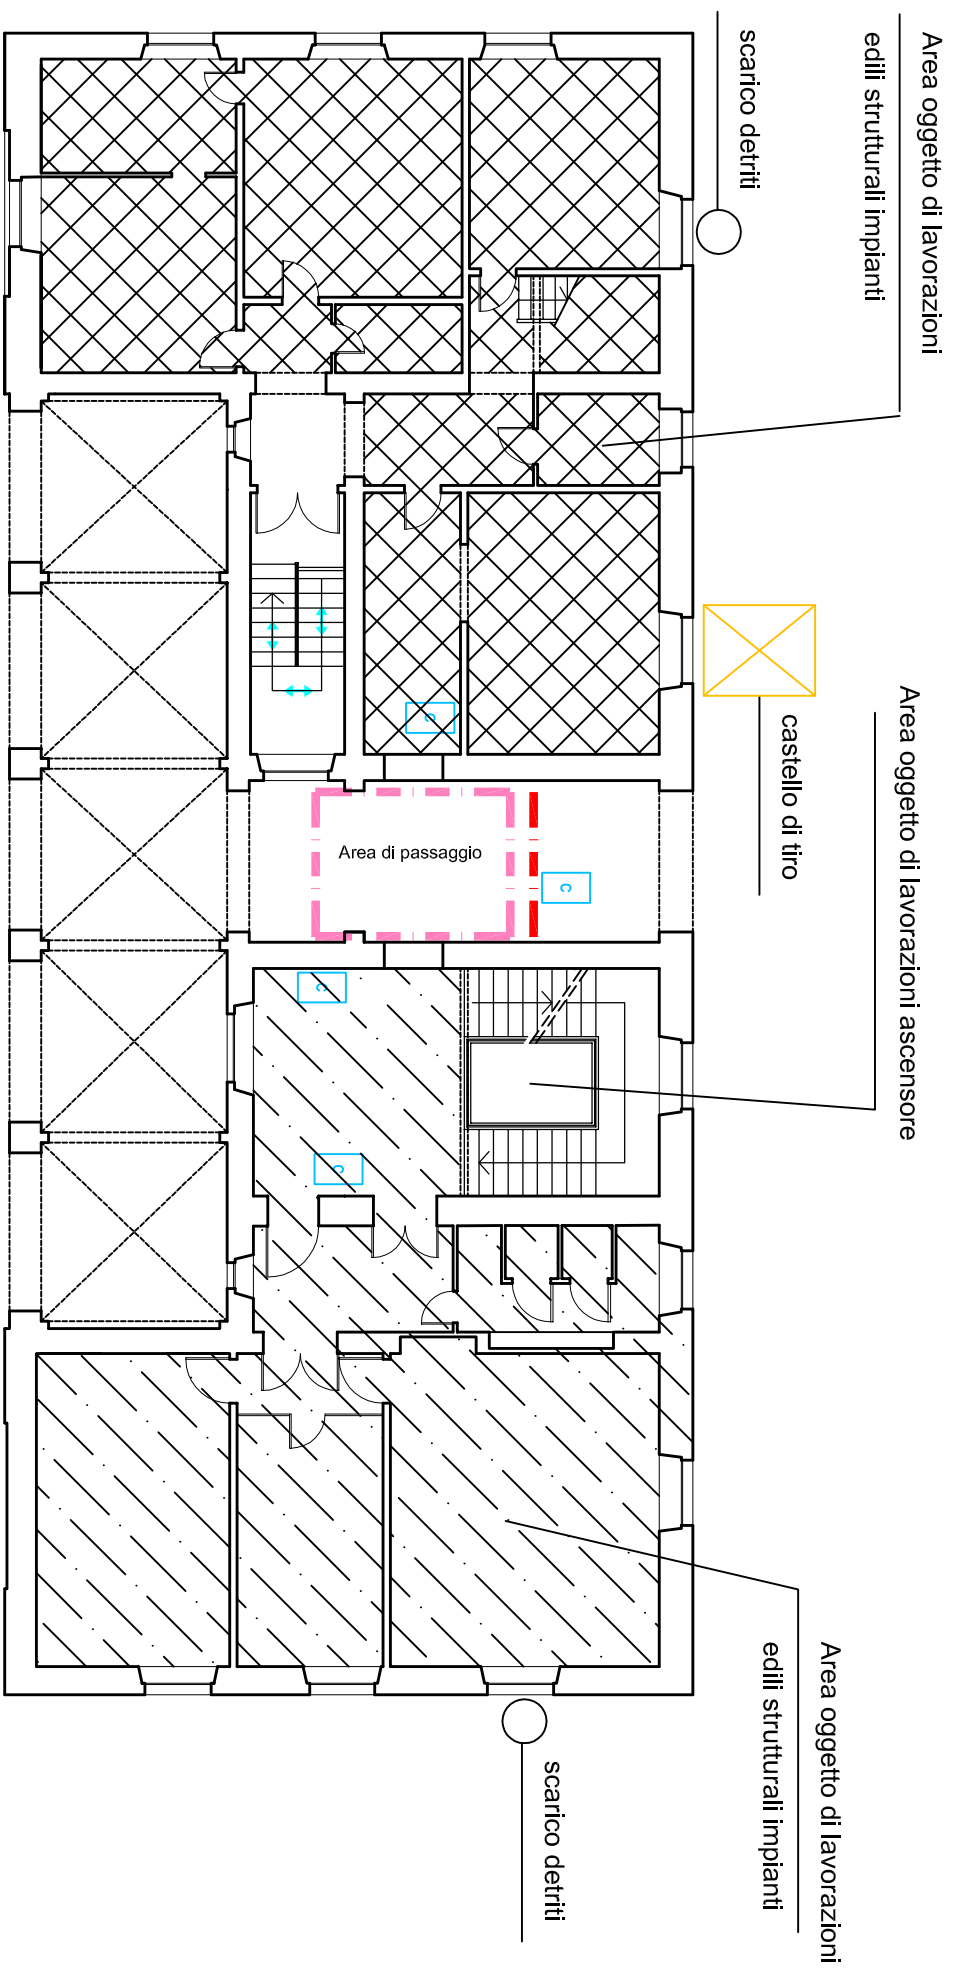 Area oggetto di lavorazioni
edili strutturali impianti
scarico detriti
Area oggetto di lavorazioni ascensore
castello di tiro
Area di passaggio
C
C
C
C
Area oggetto di lavorazioni
edili strutturali impianti
scarico detriti